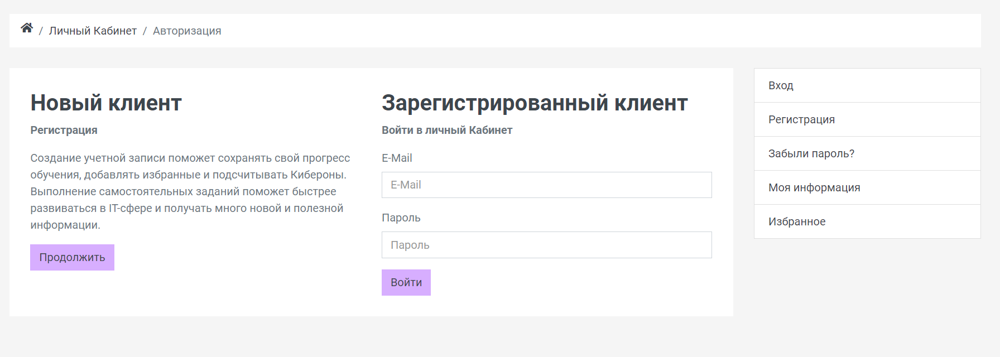 / Личный Кабинет / Авторизация
Новый клиент
Регистрация
Создание учетной записи поможет сохранять свой прогресс
обучения, добавлять избранные и подсчитывать Кибероны.
Выполнение самостоятельных заданий поможет быстрее
развиваться в IT-сфере и получать много новой и полезной
информации.
Продолжить
Зарегистрированный клиент
Войти в личный Кабинет
E-Mail
E-Mail
Пароль
Пароль
Войти
Вход
Регистрация
Забыли пароль?
Моя информация
Избранное